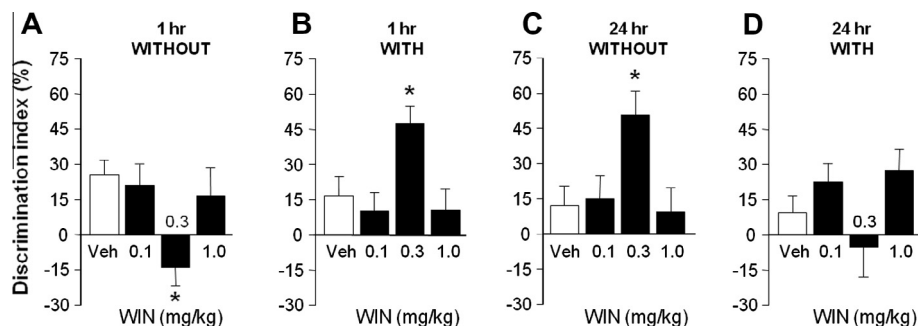 A
1 hr
WITHOUT
Discrimination index (%)
75
60
45
30
15
0
-15
-30
0.3
Veh 0.1 1.0
*
WIN (mg/kg)
B
1 hr
WITH
75
60
45
30
15
0
-15
-30
*
Veh 0.1 0.3 1.0
WIN (mg/kg)
C
24 hr
WITHOUT
75
60
45
30
15
0
-15
-30
*
Veh 0.1 0.3 1.0
WIN (mg/kg)
D
24 hr
WITH
75
60
45
30
15
0
-15
-30
0.3
Veh 0.1 1.0
WIN (mg/kg)